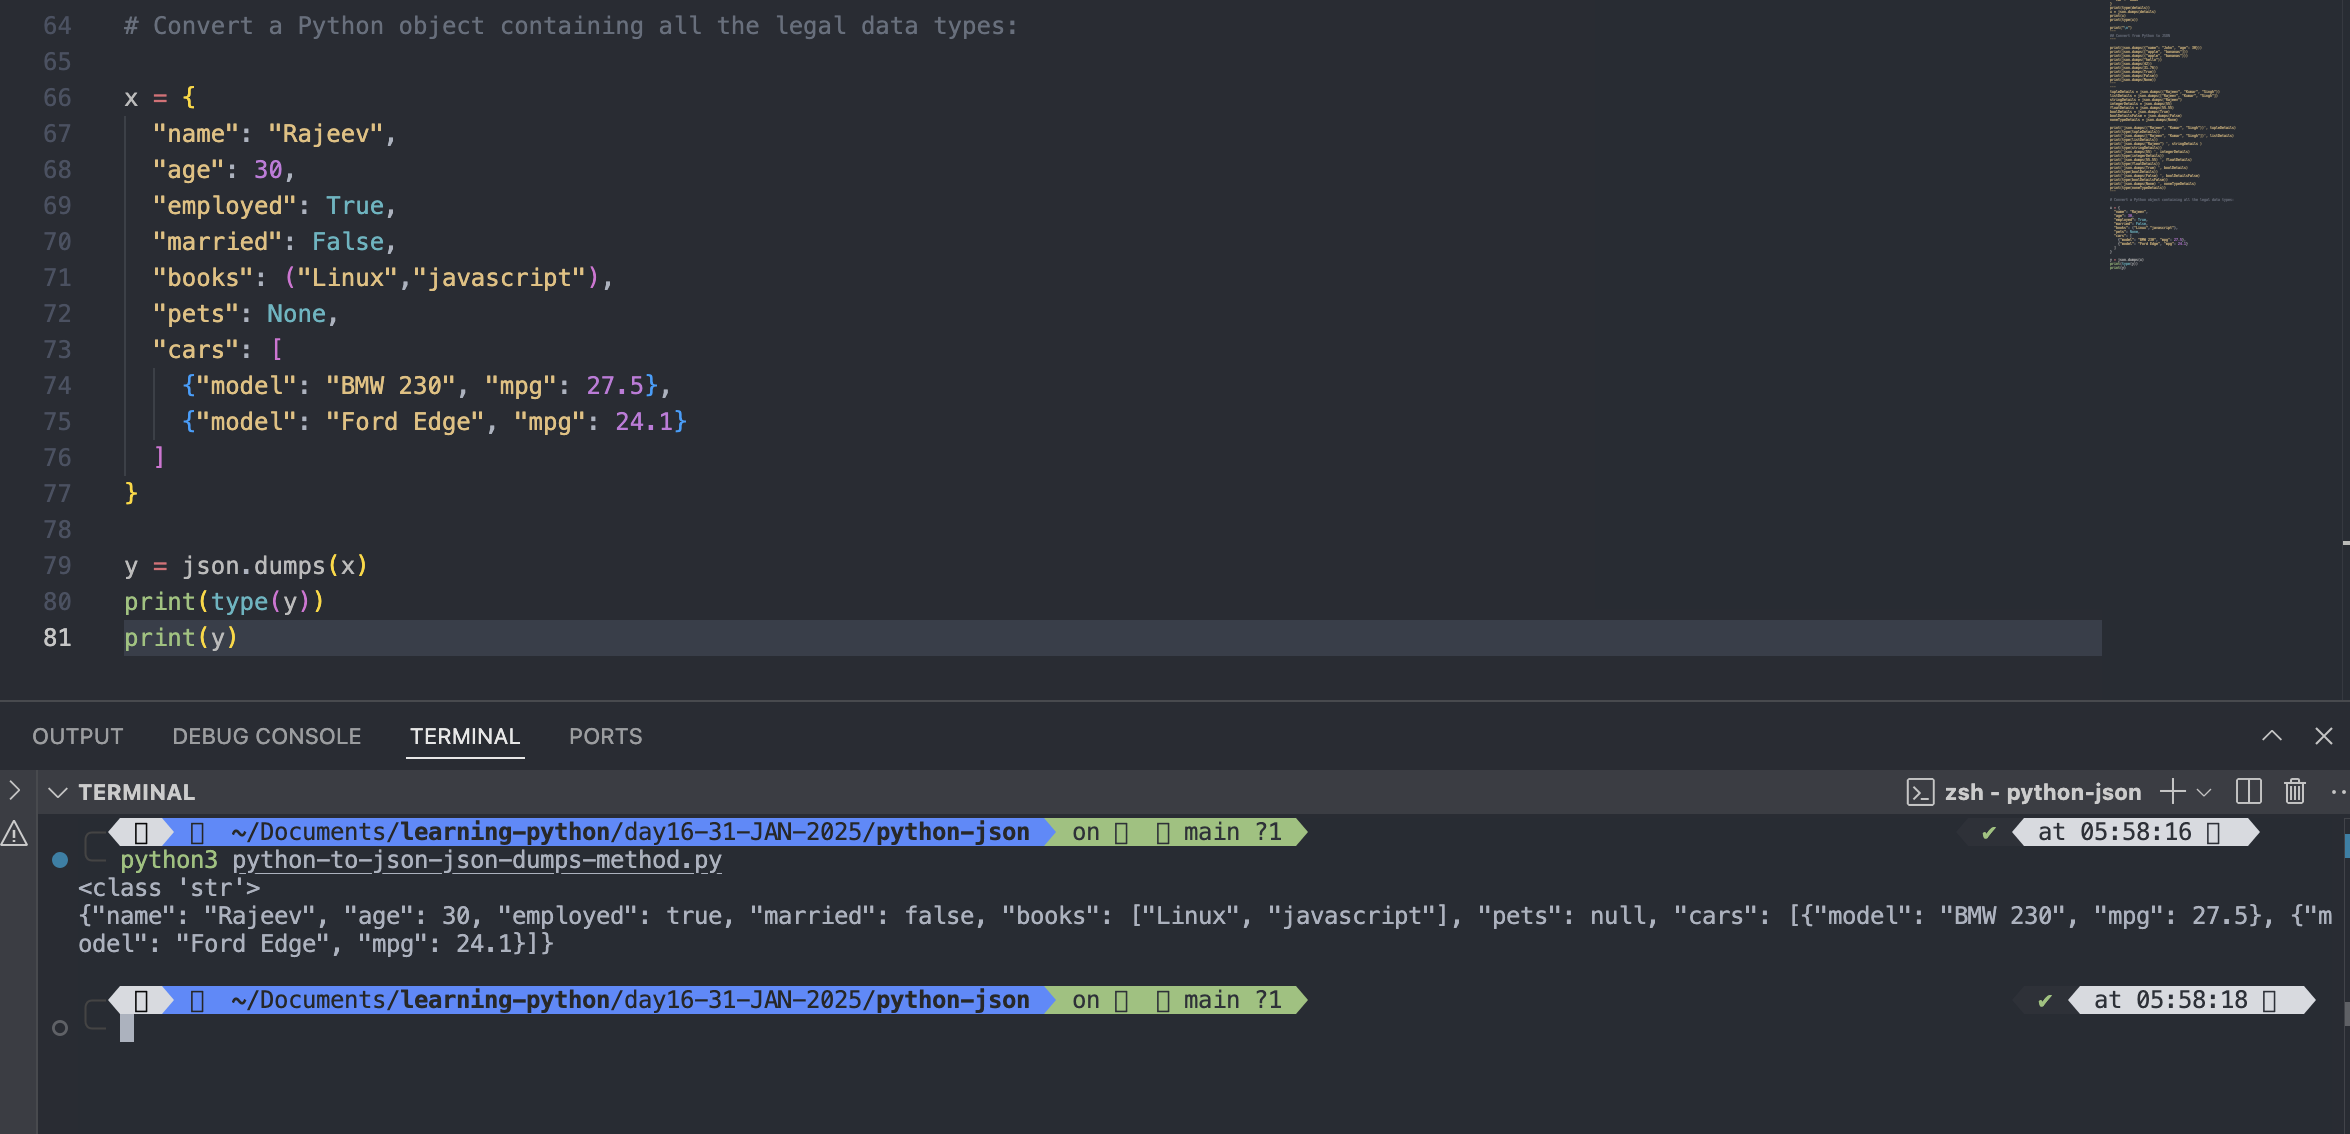 64 # Convert a Python object containing all the legal data types:
65
66 x = {
67 "name": "Rajeev",
68 "age": 30,
69 "employed": True,
70 "married": False,
71 "books": ("Linux","javascript"),
72 "pets": None,
73 "cars": [
74 {"model": "BMW 230", "mpg": 27.5},
75 {"model": "Ford Edge", "mpg": 24.1}
76 ]
77 }
78
79 y = json.dumps(x)
80 print(type(y))
81 print(y)
OUTPUT DEBUG CONSOLE TERMINAL PORTS
TERMINAL zsh - python-json
~/Documents/learning-python/day16-31-JAN-2025/python-json on main ?1 ✔ at 05:58:16
python3 python-to-json-json-dumps-method.py
<class 'str'>
{"name": "Rajeev", "age": 30, "employed": true, "married": false, "books": ["Linux", "javascript"], "pets": null, "cars": [{"model": "BMW 230", "mpg": 27.5}, {"m
odel": "Ford Edge", "mpg": 24.1}]}
~/Documents/learning-python/day16-31-JAN-2025/python-json on main ?1 ✔ at 05:58:18